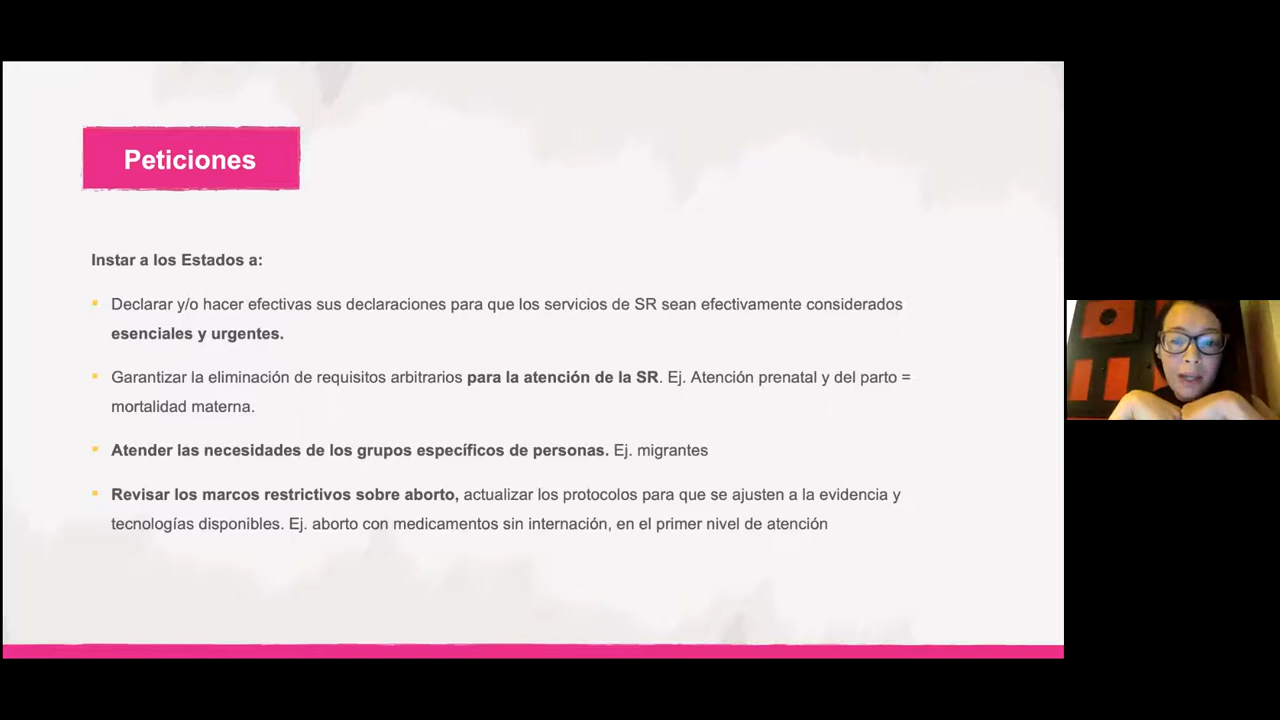 Peticiones
Instar a los Estados a:
Declarar y/o hacer efectivas sus declaraciones para que los servicios de SR sean efectivamente considerados
esenciales y urgentes.
Garantizar la eliminación de requisitos arbitrarios para la atención de la SR. Ej. Atención prenatal y del parto =
mortalidad materna.
Atender las necesidades de los grupos específicos de personas. Ej. migrantes
Revisar los marcos restrictivos sobre aborto, actualizar los protocolos para que se ajusten a la evidencia y
tecnologías disponibles. Ej. aborto con medicamentos sin internación, en el primer nivel de atención